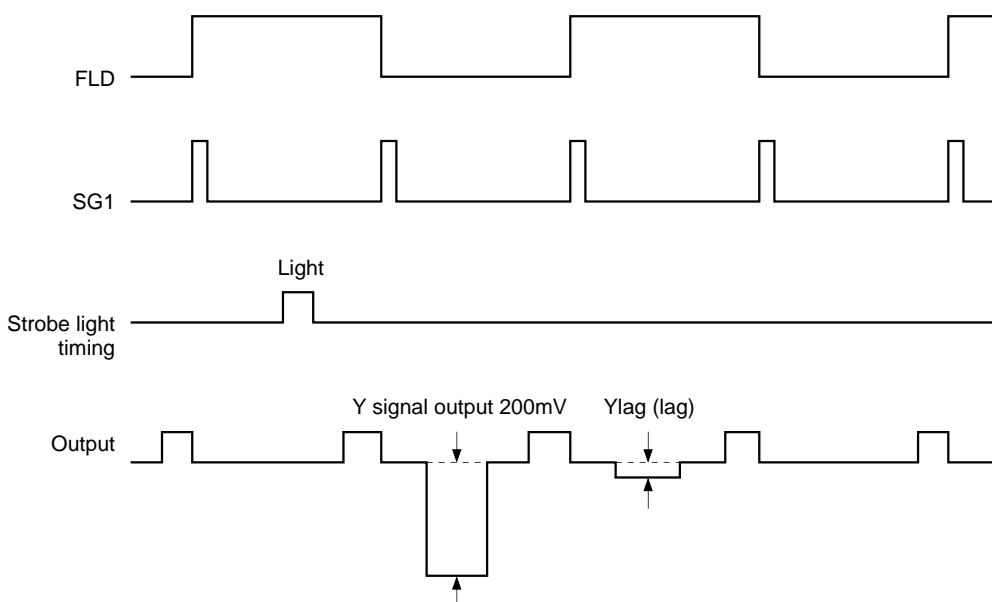 FLD
SG1
Light
Strobe light
timing
Y signal output 200mV
Ylag (lag)
Output